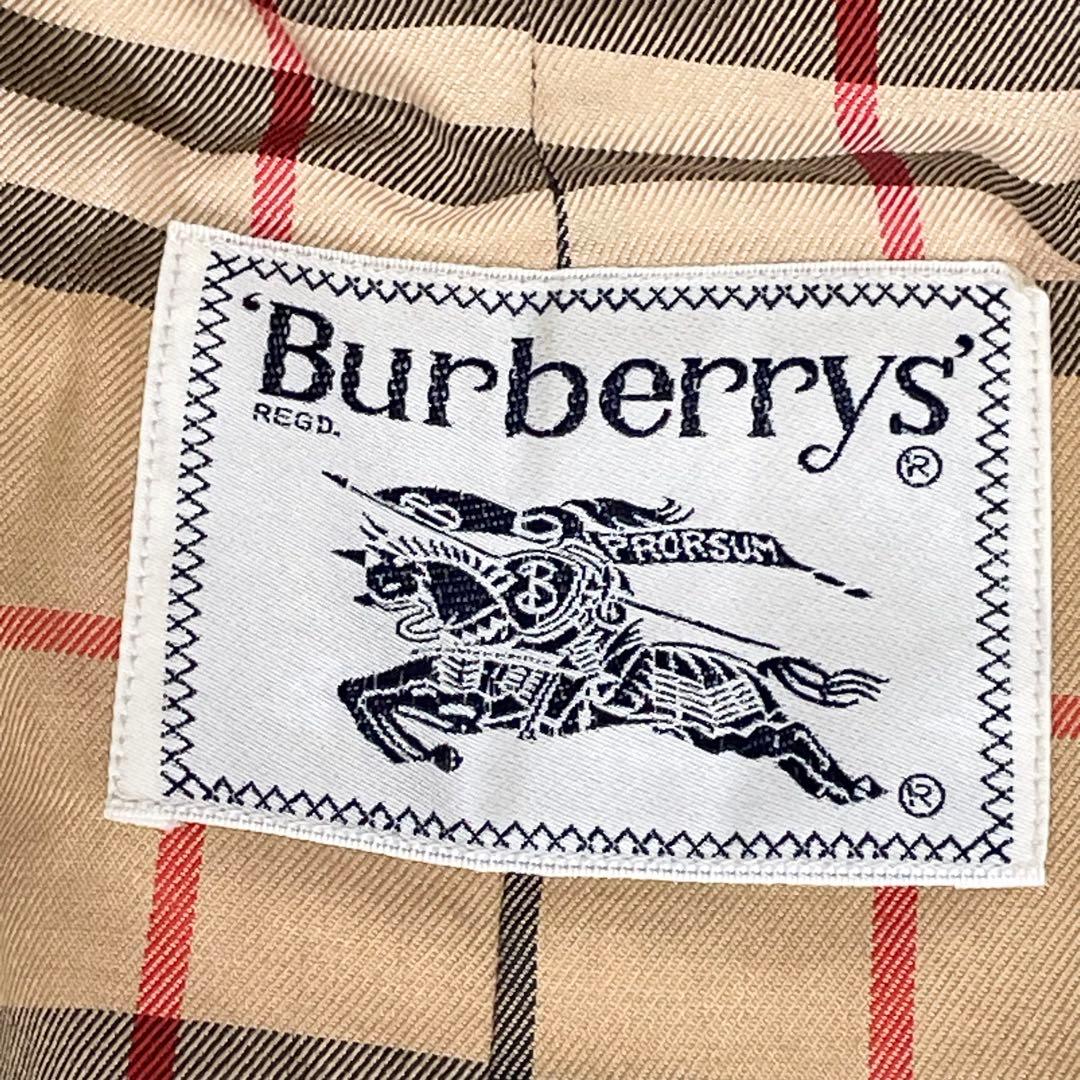 ‘Burberrys’
REGD.
®
PRORSUM
B
®